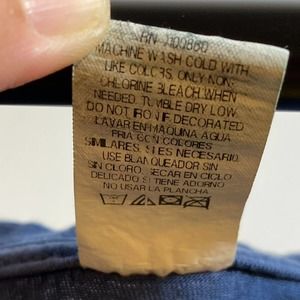 RN 100880
MACHINE WASH COLD WITH
LIKE COLORS, ONLY NON-
CHLORINE BLEACH WHEN
NEEDED. TUMBLE DRY LOW.
DO NOT IRON IF DECORATED
LAVAR EN MAQUINA AGUA
FRIA CON COLORES
SIMILARES. SI ES NECESARIO,
USE BLANQUEADOR SIN
SIN CLORO. SECAR EN CICLO
DELICADO SI TIENE ADORNO
NO USAR LA PLANCHA